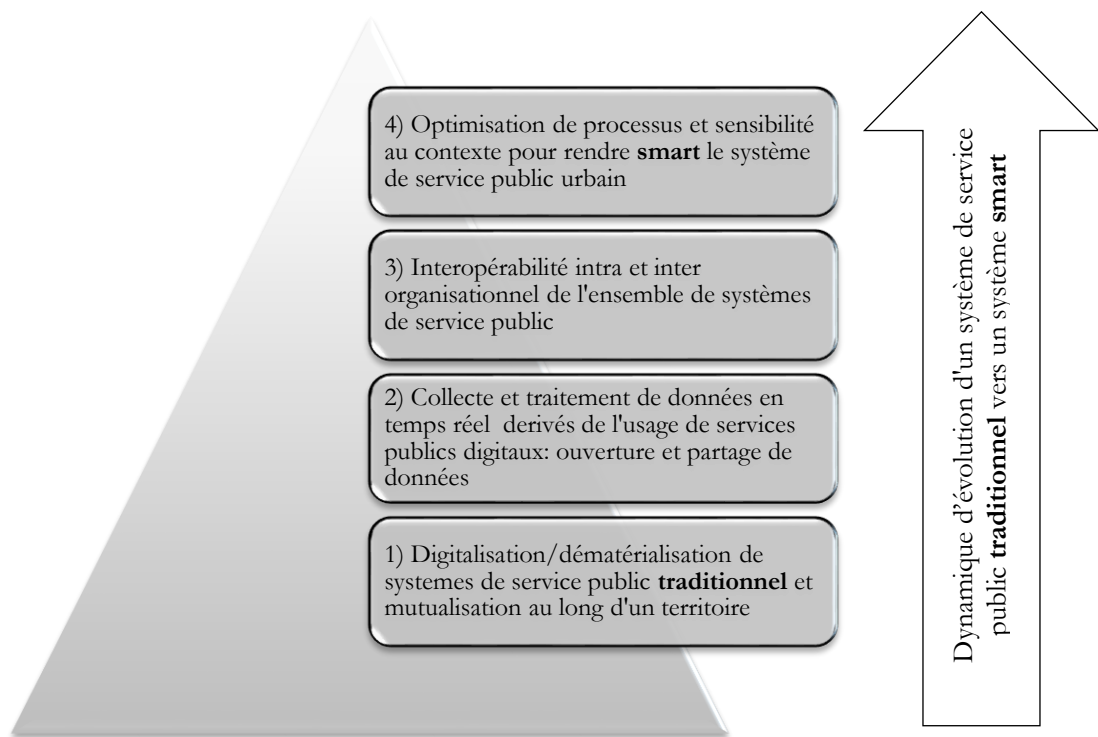 4) Optimisation de processus et sensibilité
au contexte pour rendre smart le système
de service public urbain
3) Interopérabilité intra et inter
organisationnel de l'ensemble de systèmes
de service public
2) Collecte et traitement de données en
temps réel derivés de l'usage de services
publics digitaux: ouverture et partage de
données
1) Digitalisation/dématérialisation de
systemes de service public traditionnel et
mutualisation au long d'un territoire
Dynamique d’évolution d'un système de service
public traditionnel vers un système smart